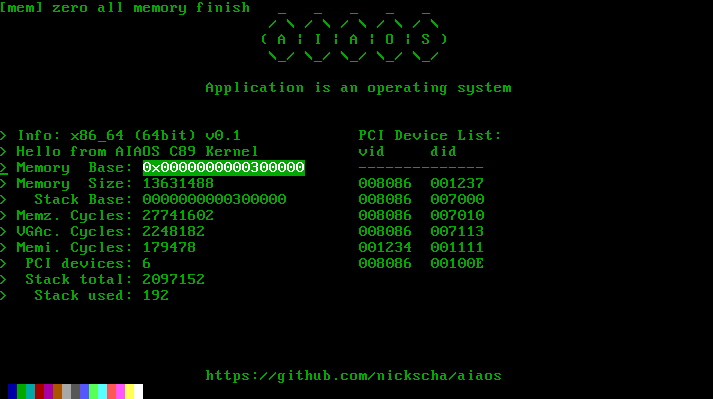 [mem] zero all memory finish
( A | I | A | O | S )
Application is an operating system
> Info: x86_64 (64bit) v0.1
> Hello from AIAOS C89 Kernel
> Memory  Base: 0x0000000000300000
> Memory  Size: 13631488
>   Stack Base: 0000000000300000
> Memz. Cycles: 27741602
> VGAc. Cycles: 2248182
> Memi. Cycles: 179478
>  PCI devices: 6
>  Stack total: 2097152
>   Stack used: 192
PCI Device List:
vid     did
--------------
008086  001237
008086  007000
008086  007010
008086  007113
001234  001111
008086  00100E
https://github.com/nickscha/aiaos